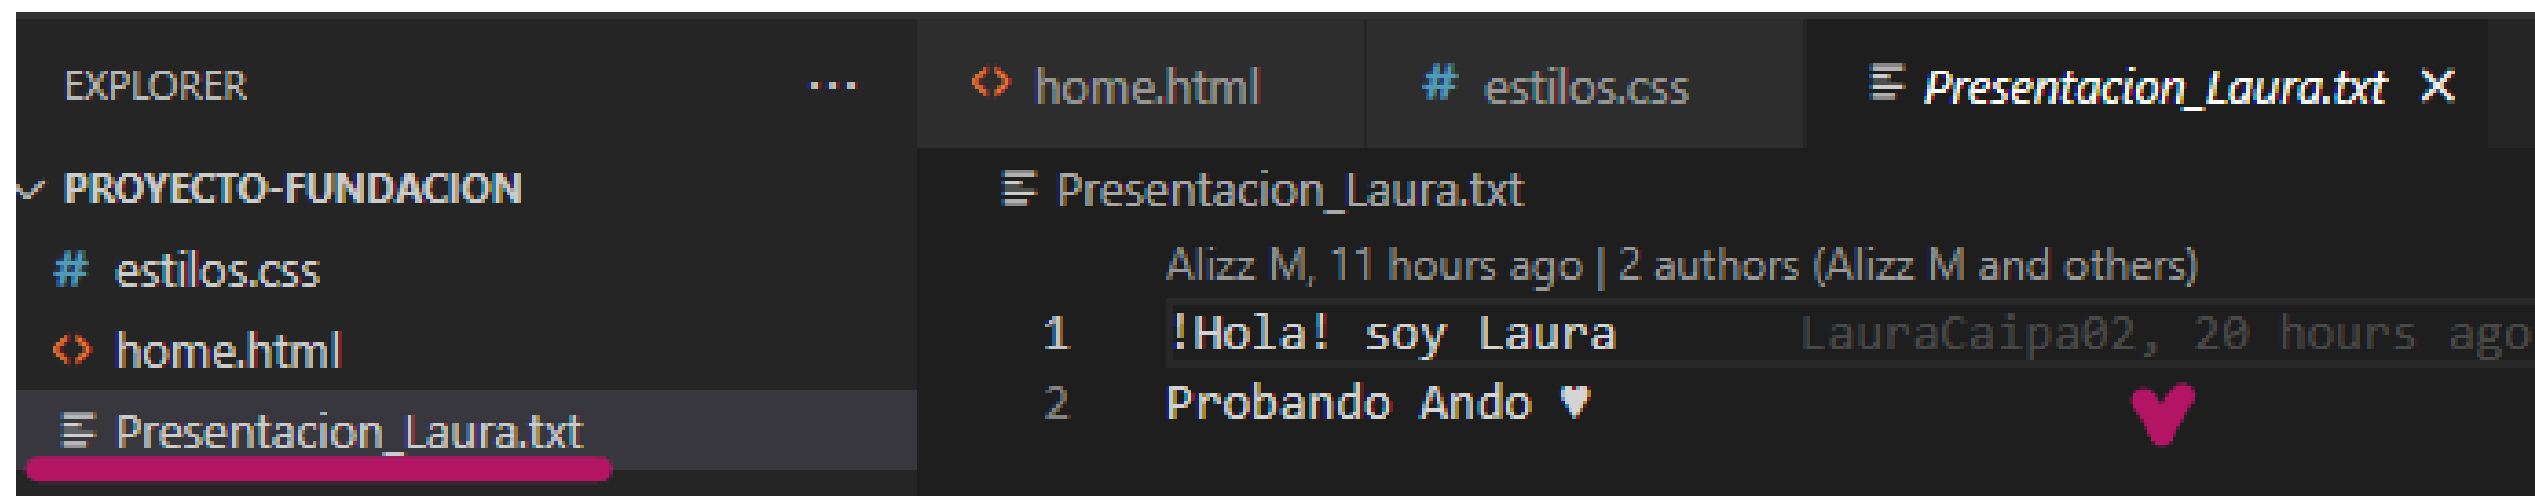 EXPLORER ...
PROYECTO-FUNDACION
# estilos.css
<> home.html
Presentacion_Laura.txt
<> home.html # estilos.css Presentacion_Laura.txt ×
Presentacion_Laura.txt
Alizz M, 11 hours ago | 2 authors (Alizz M and others)
1 !Hola! soy Laura LauraCaipa02, 20 hours ago
2 Probando Ando ♥